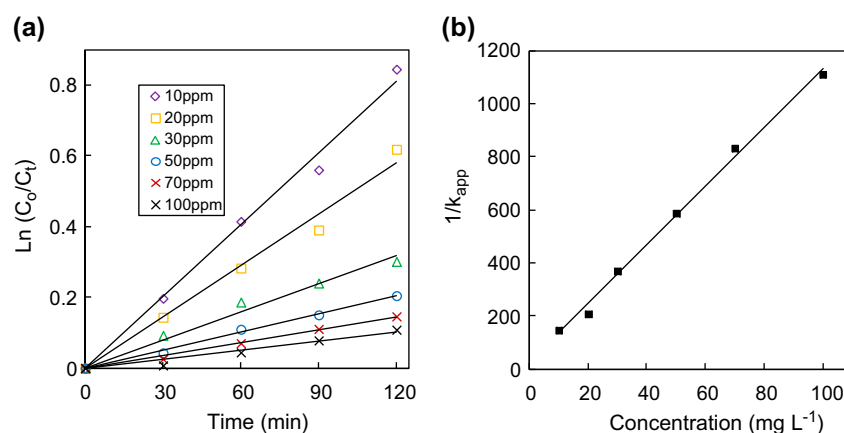 (a)
Ln (Co/Ct)
0.8
0.6
0.4
0.2
0
10ppm
20ppm
30ppm
50ppm
70ppm
100ppm
0 30 60 90 120
Time (min)
(b)
1/kapp
1200
1000
800
600
400
200
0
0 20 40 60 80 100
Concentration (mg L⁻¹)